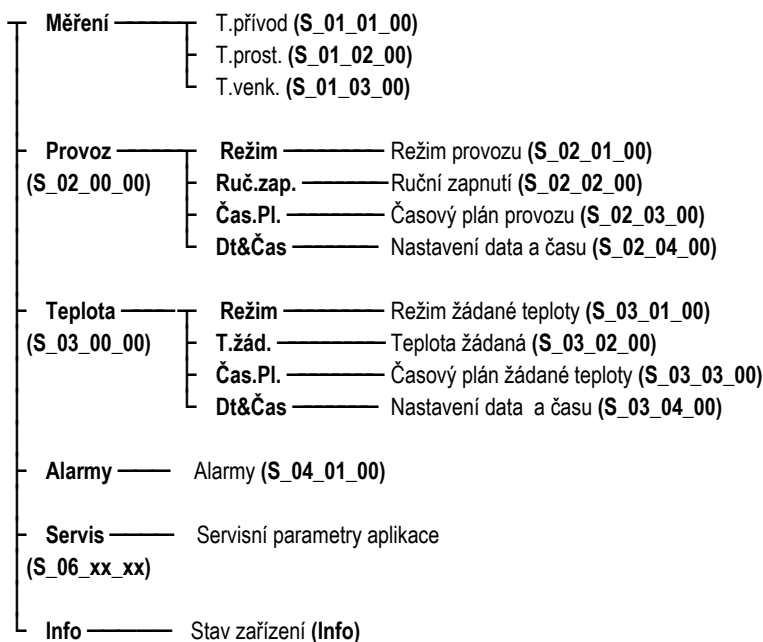 Měření T.přívod (S_01_01_00)
T.prost. (S_01_02_00)
T.venk. (S_01_03_00)
Provoz Režim Režim provozu (S_02_01_00)
(S_02_00_00) Ruč.zap. Ruční zapnutí (S_02_02_00)
Čas.Pl. Časový plán provozu (S_02_03_00)
Dt&Čas Nastavení data a času (S_02_04_00)
Teplota Režim Režim žádané teploty (S_03_01_00)
(S_03_00_00) T.žád. Teplota žádaná (S_03_02_00)
Čas.Pl. Časový plán žádané teploty (S_03_03_00)
Dt&Čas Nastavení data a času (S_03_04_00)
Alarmy Alarmy (S_04_01_00)
Servis Servisní parametry aplikace
(S_06_xx_xx)
Info Stav zařízení (Info)